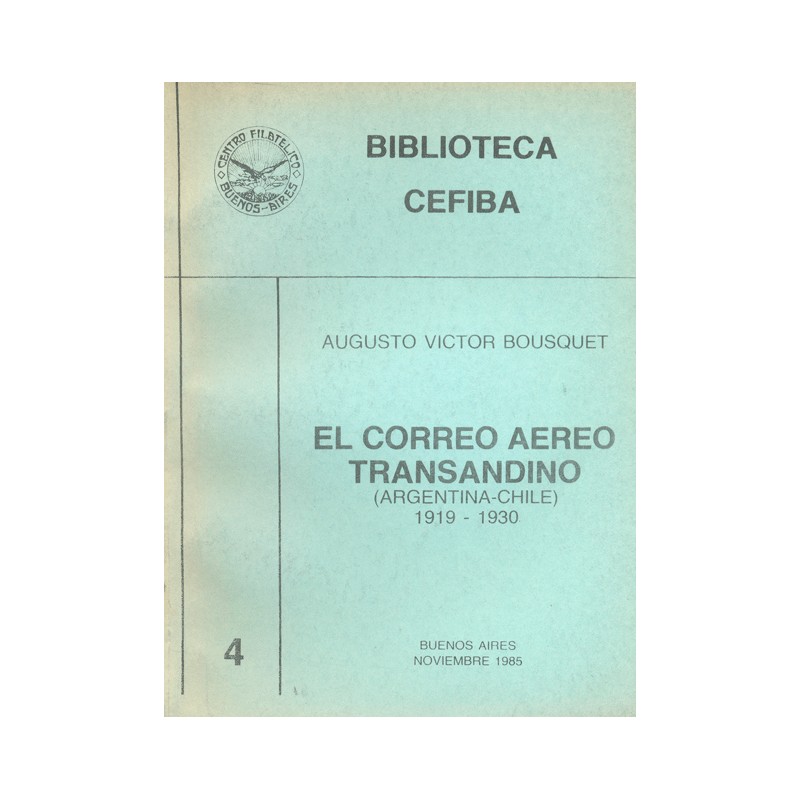 CENTRO FILATELICO
BUENOS-AIRES
BIBLIOTECA
CEFIBA
AUGUSTO VICTOR BOUSQUET
EL CORREO AEREO
TRANSANDINO
(ARGENTINA-CHILE)
1919 - 1930
4
BUENOS AIRES
NOVIEMBRE 1985